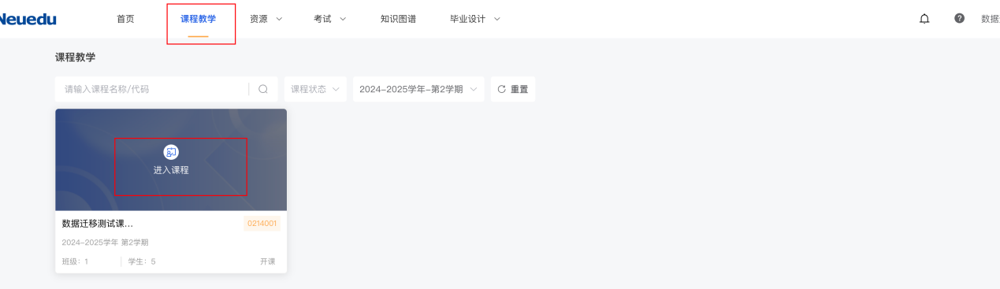 Neuedu 首页 课程教学 资源 考试 知识图谱 毕业设计 数据
课程教学
请输入课程名称/代码 课程状态 2024-2025学年-第2学期 重置
进入课程
数据迁移测试课... 0214001
2024-2025学年 第2学期
班级: 1 学生: 5 开课